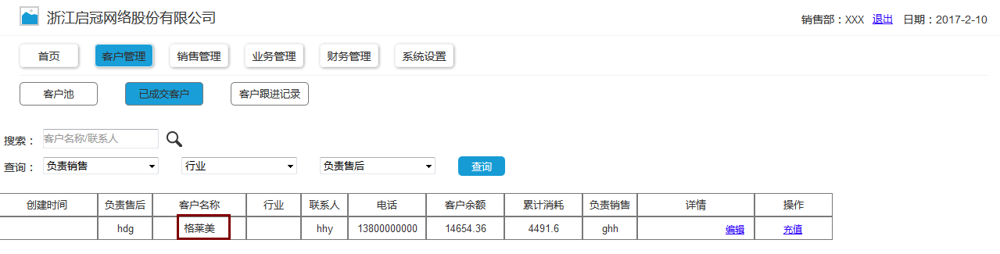 浙江启冠网络股份有限公司
销售部：XXX 退出 日期：2017-2-10
首页 客户管理 销售管理 业务管理 财务管理 系统设置
客户池 已成交客户 客户跟进记录
搜索： 客户名称/联系人
查询： 负责销售 行业 负责售后 查询
创建时间 负责售后 客户名称 行业 联系人 电话 客户余额 累计消耗 负责销售 详情 操作
hdg 格莱美 hhy 13800000000 14654.36 4491.6 ghh 编辑 充值